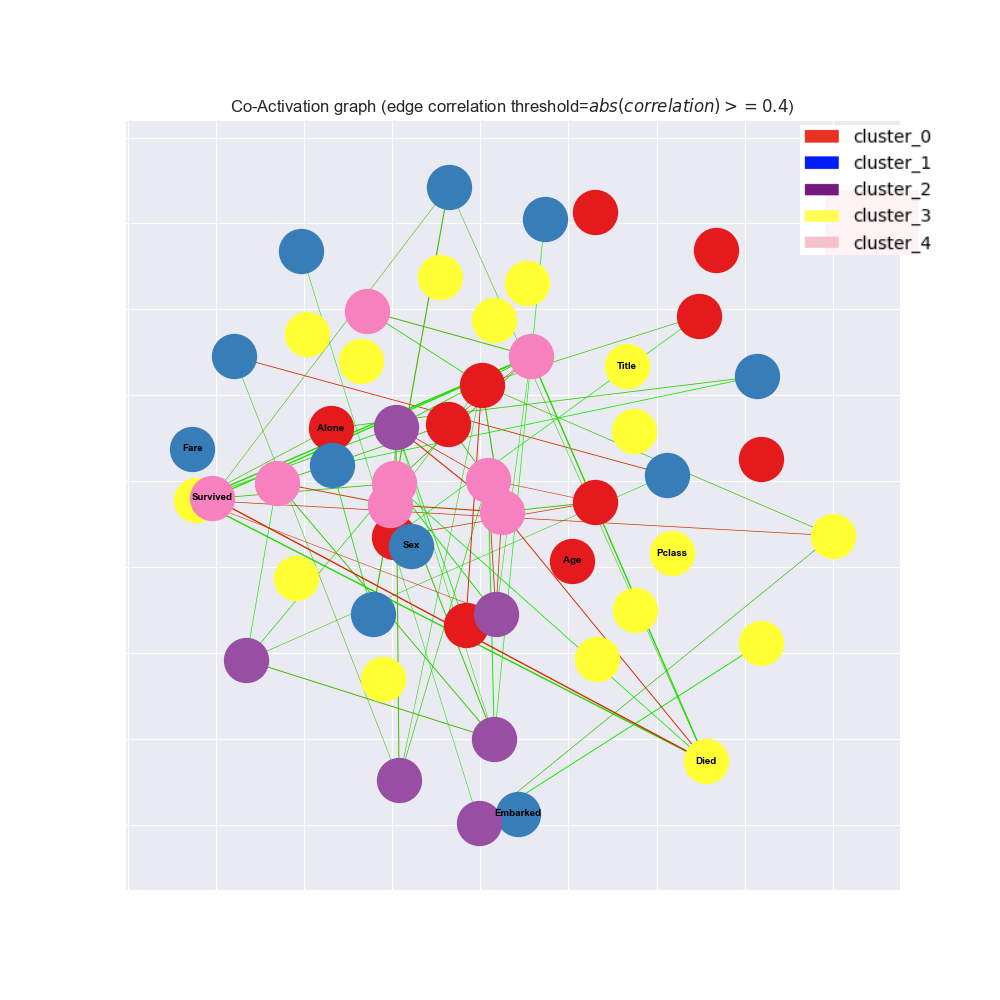 Co-Activation graph (edge correlation threshold=abs(correlation) >= 0.4)
cluster_0
cluster_1
cluster_2
cluster_3
cluster_4
Title
Alone
Fare
Survived
Sex
Pclass
Age
Died
Embarked